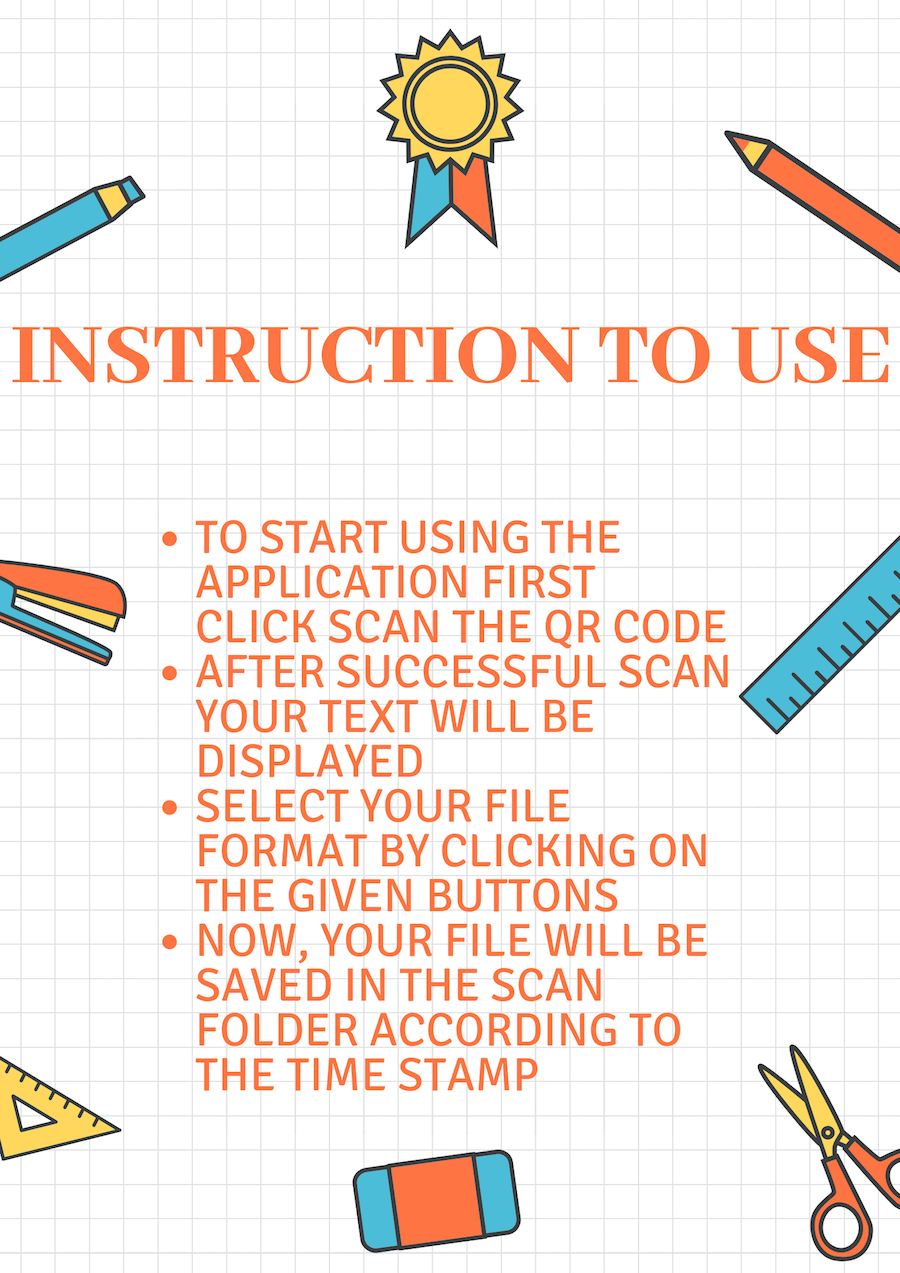 INSTRUCTION TO USE
• TO START USING THE
APPLICATION FIRST
CLICK SCAN THE QR CODE
• AFTER SUCCESSFUL SCAN
YOUR TEXT WILL BE
DISPLAYED
• SELECT YOUR FILE
FORMAT BY CLICKING ON
THE GIVEN BUTTONS
• NOW, YOUR FILE WILL BE
SAVED IN THE SCAN
FOLDER ACCORDING TO
THE TIME STAMP